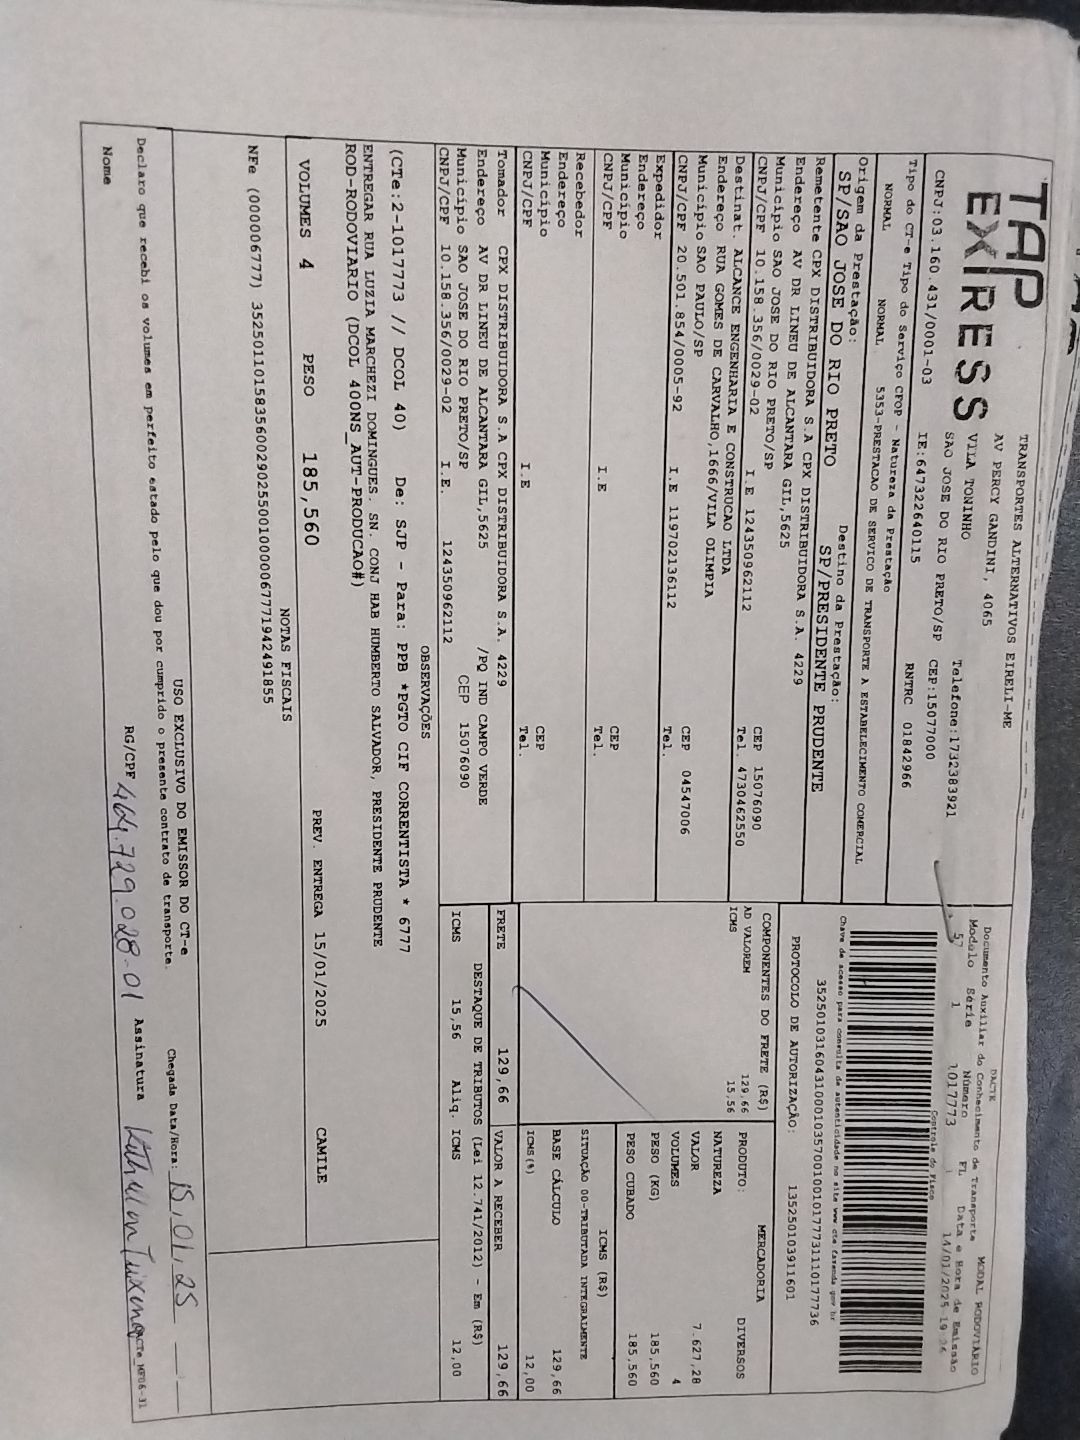 TAP
EXPRESS
TRANSPORTES ALTERNATIVOS EIRELI-ME
AV PERCY GANDINI, 4065
VILA TONINHO Telefone:1732383921
SAO JOSE DO RIO PRETO/SP CEP:15077000
CNPJ:03.160.431/0001-03 IE:647322640115 RNTRC 01842966
DACTE
Documento Auxiliar do Conhecimento de Transporte MODAL RODOVIÁRIO
Modelo Série Número FL Data e Hora de Emissão
57 1 1017773 14/01/2025
Controle do Fisco
Chave de acesso para consulta de autenticidade no site www cte fazenda gov br
35250103160431000103570010010177731110177736
PROTOCOLO DE AUTORIZAÇÃO: 135250103911601
Tipo do CT-e Tipo do Serviço CFOP - Natureza da Prestação
NORMAL NORMAL 5353-PRESTACAO DE SERVICO DE TRANSPORTE A ESTABELECIMENTO COMERCIAL
Origem da Prestação: Destino da Prestação:
SP/SAO JOSE DO RIO PRETO SP/PRESIDENTE PRUDENTE
Remetente CPX DISTRIBUIDORA S.A CPX DISTRIBUIDORA S.A. 4229
Endereço AV DR LINEU DE ALCANTARA GIL,5625
Município SAO JOSE DO RIO PRETO/SP CEP 15076090
CNPJ/CPF 10.158.356/0029-02 I.E 124350962112 Tel. 4730462550
Destinat. ALCANCE ENGENHARIA E CONSTRUCAO LTDA
Endereço RUA GOMES DE CARVALHO,1666/VILA OLIMPIA
Município SAO PAULO/SP CEP 04547006
CNPJ/CPF 20.501.854/0005-92 I.E 119702136112 Tel.
Expedidor
Endereço
Município CEP
CNPJ/CPF I.E Tel.
Recebedor
Endereço
Município CEP
CNPJ/CPF I.E Tel.
Tomador CPX DISTRIBUIDORA S.A CPX DISTRIBUIDORA S.A. 4229
Endereço AV DR LINEU DE ALCANTARA GIL,5625 /PQ IND CAMPO VERDE
Município SAO JOSE DO RIO PRETO/SP CEP 15076090
CNPJ/CPF 10.158.356/0029-02 I.E. 124350962112
COMPONENTES DO FRETE (R$)
AD VALOREM 129,66
ICMS 15,56
MERCADORIA
PRODUTO: DIVERSOS
NATUREZA
VALOR 7.627,28
VOLUMES 4
PESO (KG) 185,560
PESO CUBADO 185,560
ICMS (R$)
SITUAÇÃO 00-TRIBUTADA INTEGRALMENTE
BASE CÁLCULO 129,66
ICMS(%) 12,00
FRETE 129,66 VALOR A RECEBER 129,66
DESTAQUE DE TRIBUTOS (Lei 12.741/2012) - Em (R$)
ICMS 15,56 Aliq. ICMS 12,00
OBSERVAÇÕES
(CTe:2-1017773 // DCOL 40) De: SJP - Para: PPB *PGTO CIF CORRENTISTA * 6777
ENTREGAR RUA LUZIA MARCHEZI DOMINGUES. SN. CONJ HAB HUMBERTO SALVADOR, PRESIDENTE PRUDENTE
ROD-RODOVIARIO (DCOL 400NS_AUT-PRODUCAO#)
VOLUMES 4 PESO 185,560 PREV. ENTREGA 15/01/2025 CAMILE
NOTAS FISCAIS
NFe (000006777) 35250110158356002902550010000067771942491855
USO EXCLUSIVO DO EMISSOR DO CT-e
Declaro que recebi os volumes em perfeito estado pelo que dou por cumprido o presente contrato de transporte. Chegada Data/Hora: 15,01,25
Nome RG/CPF 464.729.028-01 Assinatura